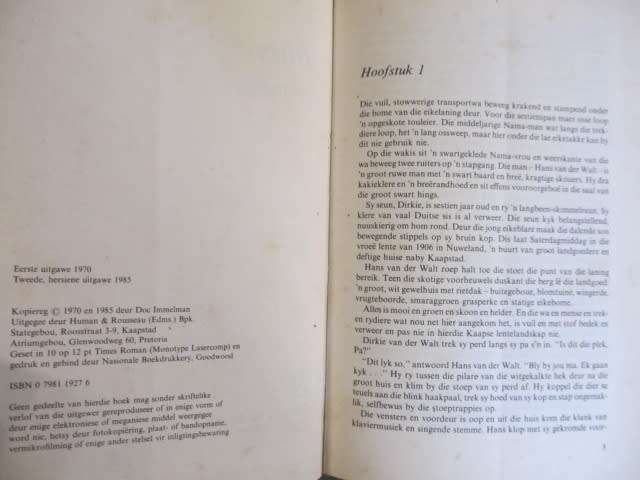 Eerste uitgawe 1970
Tweede, hersiene uitgawe 1985
Kopiereg © 1970 en 1985 deur Doc Immelman
Uitgegee deur Human & Rousseau (Edms.) Bpk.
Stategebou, Roosstraat 3-9, Kaapstad
Atriumgebou, Glenwoodweg 60, Pretoria
Geset in 10 op 12 pt Times Roman (Monotype Lasercomp) en
gedruk en gebind deur Nasionale Boekdrukkery, Goodwood
ISBN 0 7981 1927 6
Geen gedeelte van hierdie boek mag sonder skriftelike
verlof van die uitgewer gereproduseer of in enige vorm of
deur enige elektroniese of meganiese middel weergegee
word nie, hetsy deur fotokopiëring, plaat- of bandopname,
vermikrofilming of enige ander stelsel vir inligtingsbewaring
Hoofstuk 1
Die vuil, stowwerige transportwa beweeg krakend en stampend onder
die bome van die eikelaning deur. Voor die sestienspan osse loop
'n opgeskote touleier. Die middeljarige Nama-man wat langs die trek-
diere loop, het 'n lang ossweep, maar hier onder die lae eiketakke kan hy
dit nie gebruik nie.
Op die wakis sit 'n swartgeklede Nama-vrou en weerskante van die
wa beweeg twee ruiters op 'n stapgang. Die man – Hans van der Walt – is
'n groot ruwe man met 'n swart baard en breë, kragtige skouers. Hy dra
kakieklere en 'n breërandhoed en sit effens vooroorgeboë in die saal van
die groot swart hings.
Sy seun, Dirkie, is sestien jaar oud en ry 'n langbeen-skimmelreun. Sy
klere van vaal Duitse sis is al verweer. Die seun kyk belangstellend,
nuuskierig om hom rond. Deur die jong eikeblare maak die dalende son
bewegende stippels op sy bruin kop. Dis laat Saterdagmiddag in die
vroeë lente van 1906 in Nuweland, 'n buurt van groot landgoedere en
deftige huise naby Kaapstad.
Hans van der Walt roep halt toe die stoet die punt van die laning
bereik. Teen die skotige voorheuwels duskant die berg lê die landgoed:
'n groot, wit gewelhuis met rietdak – buitegeboue, blomtuine, wingerde,
vrugteboorde, smaraggroen grasperke en statige eikebome.
Alles is mooi en groen en skoon en helder. En die wa en mense en trek-
en rydiere wat nou net hier aangekom het, is vuil en met stof bedek en
verweer en pas nie in hierdie Kaapse lentelandskap nie.
Dirkie van der Walt trek sy perd langs sy pa s'n in. "Is dit die plek,
Pa?"
"Dit lyk so," antwoord Hans van der Walt. "Bly by jou ma. Ek gaan
kyk . . ." Hy ry tussen die pilare van die witgekalkte hek deur na die
groot huis en klim by die stoep van sy perd af. Hy koppel die dier se
teuels aan die blink haakpaal, trek sy hoed van sy kop en stap ongemak-
lik, selfbewus by die stoeptrappies op.
Die vensters en voordeur is oop en uit die huis kom die klank van
klaviermusiek en singende stemme. Hans klop met sy gekromde voor-
5